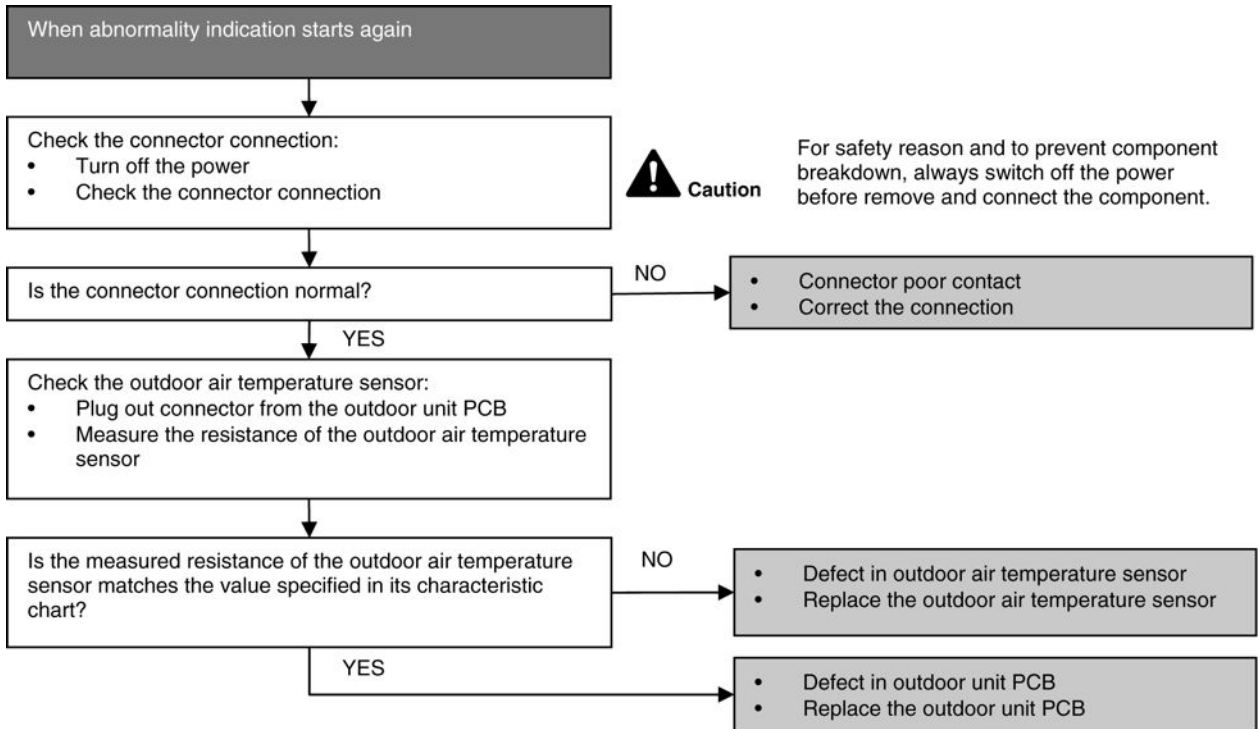 When abnormality indication starts again
Check the connector connection:
• Turn off the power
• Check the connector connection
Caution
For safety reason and to prevent component
breakdown, always switch off the power
before remove and connect the component.
Is the connector connection normal?
NO
• Connector poor contact
• Correct the connection
YES
Check the outdoor air temperature sensor:
• Plug out connector from the outdoor unit PCB
• Measure the resistance of the outdoor air temperature
sensor
Is the measured resistance of the outdoor air temperature
sensor matches the value specified in its characteristic
chart?
NO
• Defect in outdoor air temperature sensor
• Replace the outdoor air temperature sensor
YES
• Defect in outdoor unit PCB
• Replace the outdoor unit PCB